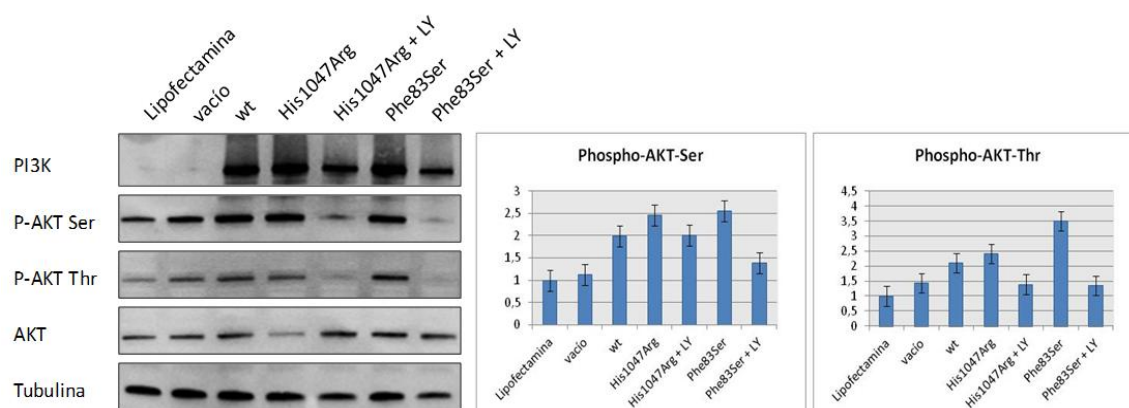 Lipofectamina
vacío
wt
His1047Arg
His1047Arg + LY
Phe83Ser
Phe83Ser + LY
PI3K
P-AKT Ser
P-AKT Thr
AKT
Tubulina
Phospho-AKT-Ser
3
2,5
2
1,5
1
0,5
0
Lipofectamina
vacío
wt
His1047Arg
His1047Arg + LY
Phe83Ser
Phe83Ser + LY
Phospho-AKT-Thr
4,5
4
3,5
3
2,5
2
1,5
1
0,5
0
Lipofectamina
vacío
wt
His1047Arg
His1047Arg + LY
Phe83Ser
Phe83Ser + LY